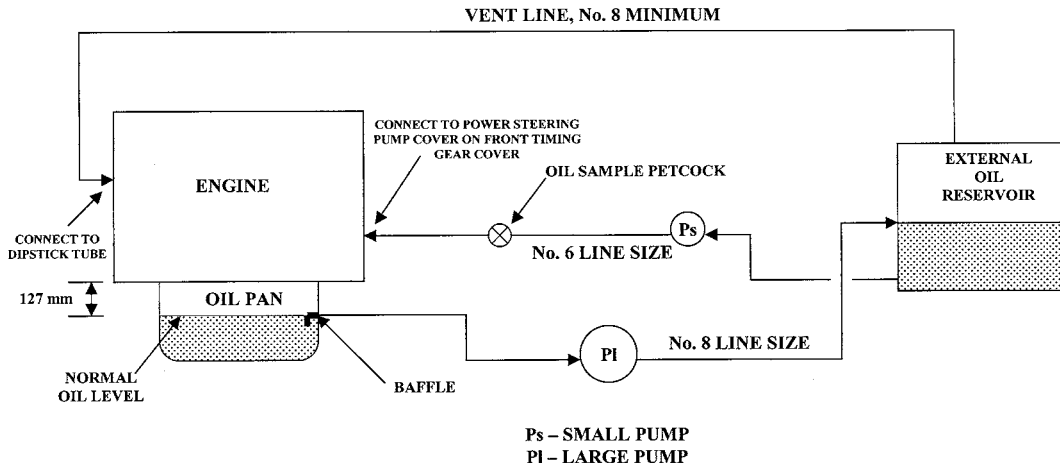 VENT LINE, No. 8 MINIMUM
CONNECT TO POWER STEERING
PUMP COVER ON FRONT TIMING
GEAR COVER
ENGINE
OIL SAMPLE PETCOCK
EXTERNAL
OIL
RESERVOIR
CONNECT TO
DIPSTICK TUBE
Ps
No. 6 LINE SIZE
127 mm
OIL PAN
Pl
No. 8 LINE SIZE
NORMAL
OIL LEVEL
BAFFLE
Ps – SMALL PUMP
Pl – LARGE PUMP